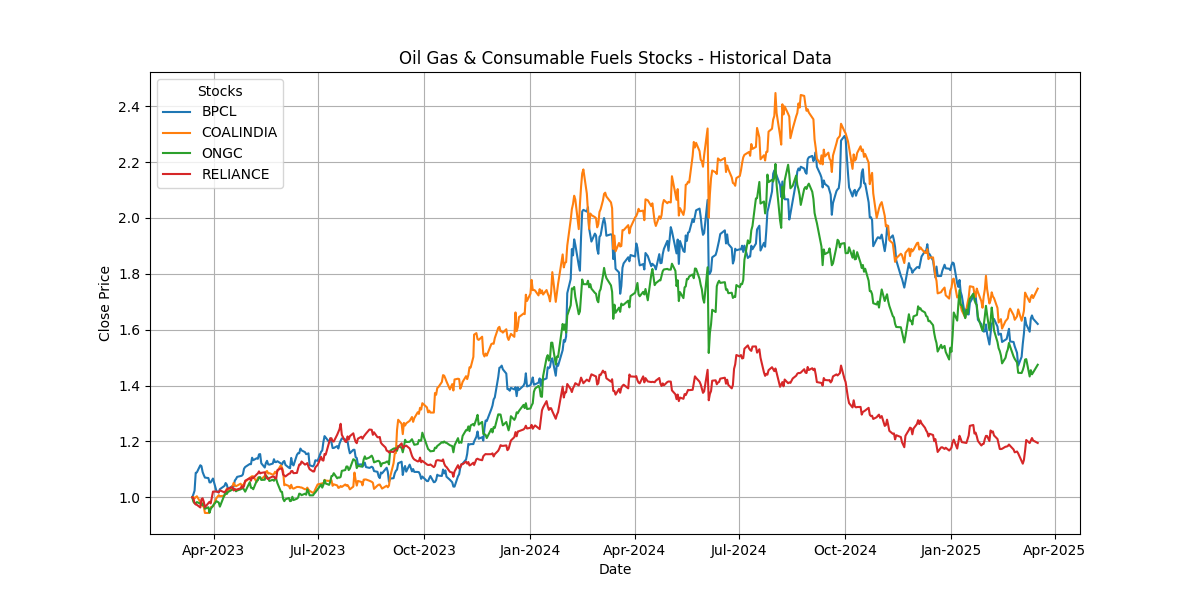 Oil Gas & Consumable Fuels Stocks - Historical Data
Stocks
BPCL
COALINDIA
ONGC
RELIANCE
Close Price
2.4
2.2
2.0
1.8
1.6
1.4
1.2
1.0
Apr-2023 Jul-2023 Oct-2023 Jan-2024 Apr-2024 Jul-2024 Oct-2024 Jan-2025 Apr-2025
Date